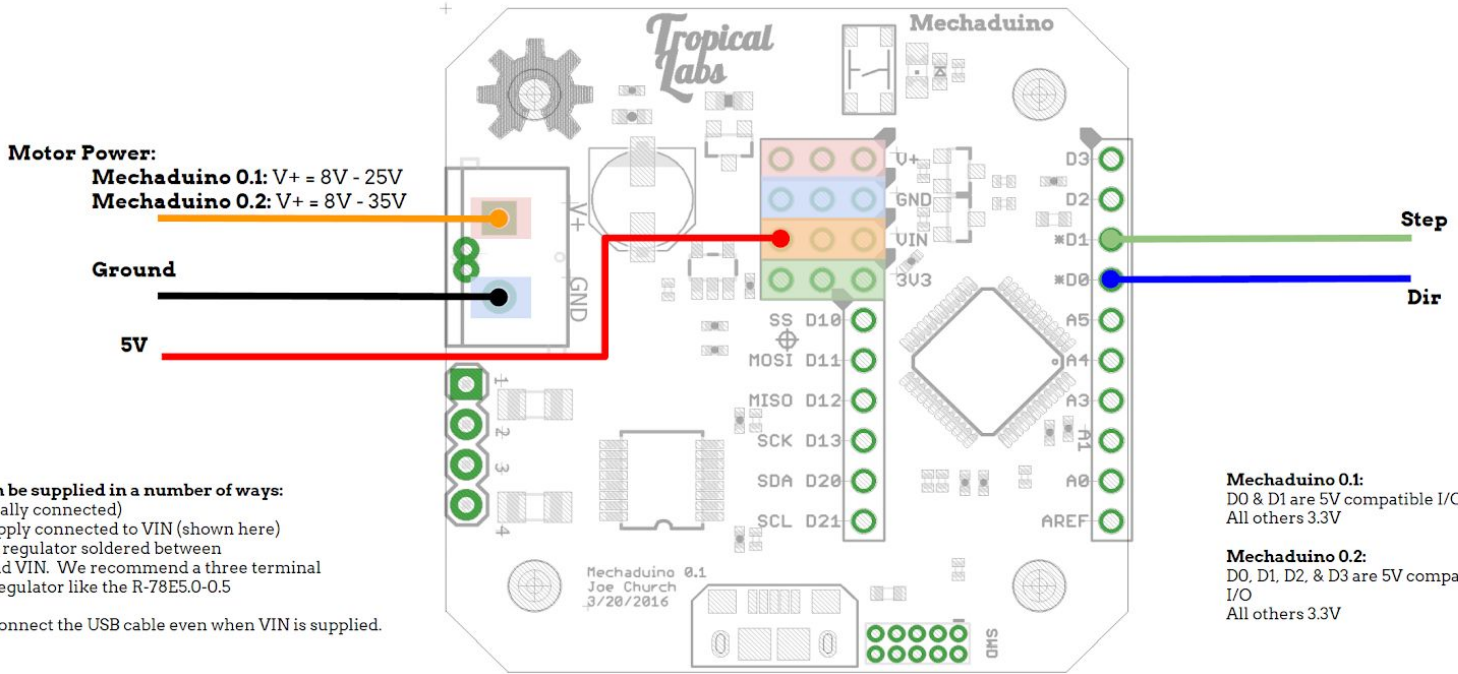 Tropical
Labs
Mechaduino
Motor Power:
Mechaduino 0.1: V+ = 8V - 25V
Mechaduino 0.2: V+ = 8V - 35V
Ground
5V
V+
GND
1
2
3
4
V+
GND
VIN
3V3
SS D10
MOSI D11
MISO D12
SCK D13
SDA D20
SCL D21
D3
D2
*D1
*D0
A5
A4
A3
A1
A0
AREF
Step
Dir
n be supplied in a number of ways:
ally connected)
pply connected to VIN (shown here)
regulator soldered between
d VIN. We recommend a three terminal
egulator like the R-78E5.0-0.5
onnect the USB cable even when VIN is supplied.
Mechaduino 0.1
Joe Church
3/20/2016
SWD
Mechaduino 0.1:
D0 & D1 are 5V compatible I/O
All others 3.3V
Mechaduino 0.2:
D0, D1, D2, & D3 are 5V compa
I/O
All others 3.3V